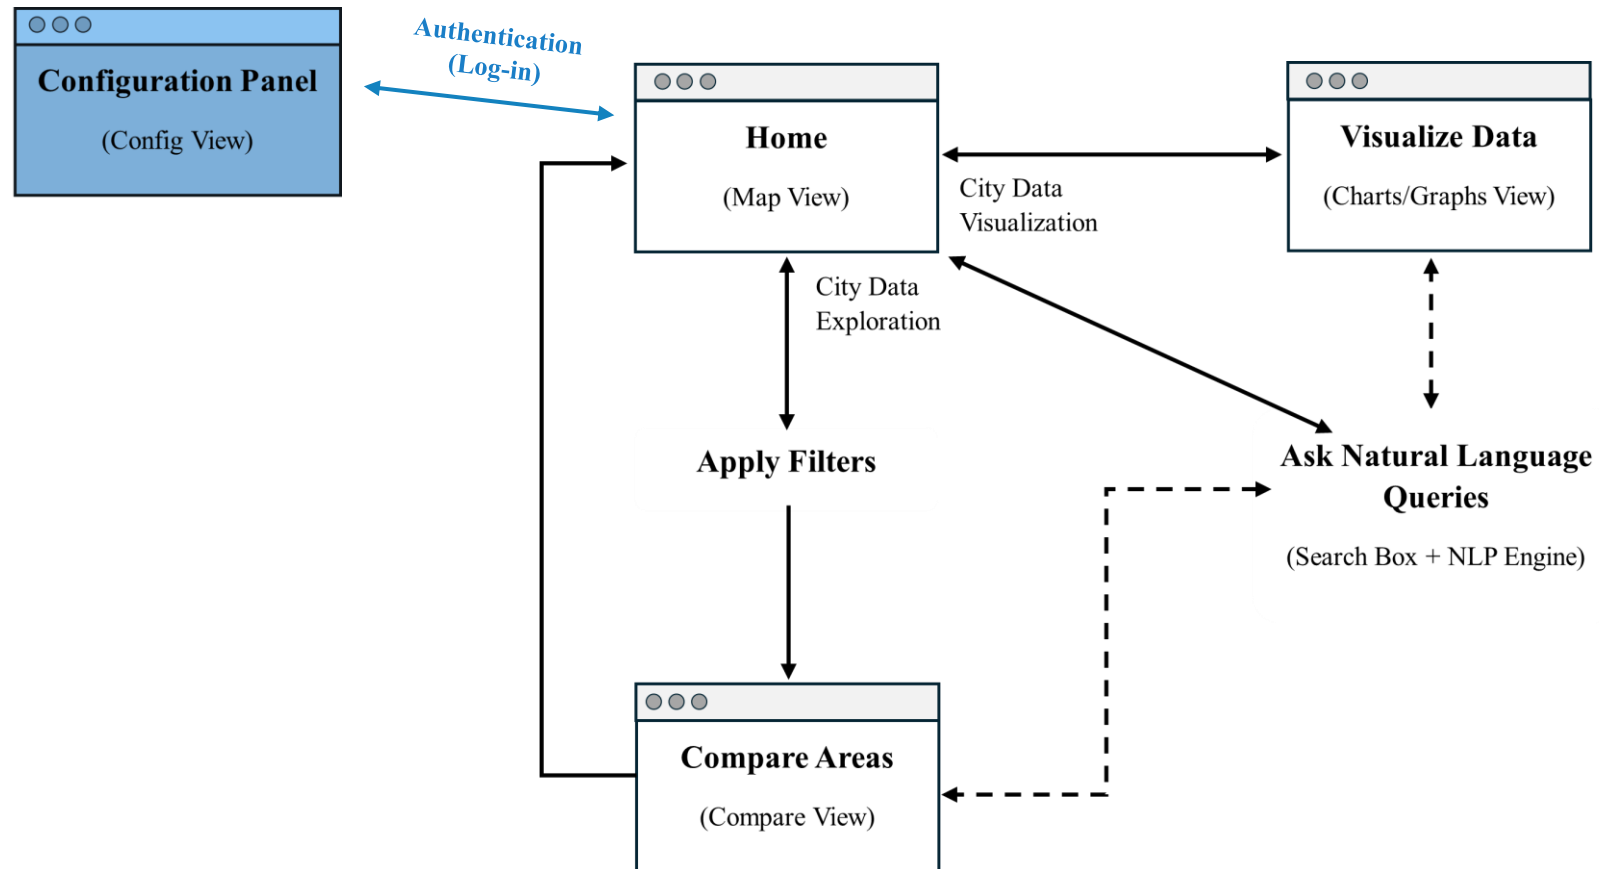 Configuration Panel
(Config View)
Authentication
(Log-in)
Home
(Map View)
Visualize Data
(Charts/Graphs View)
City Data
Visualization
City Data
Exploration
Apply Filters
Ask Natural Language
Queries
(Search Box + NLP Engine)
Compare Areas
(Compare View)